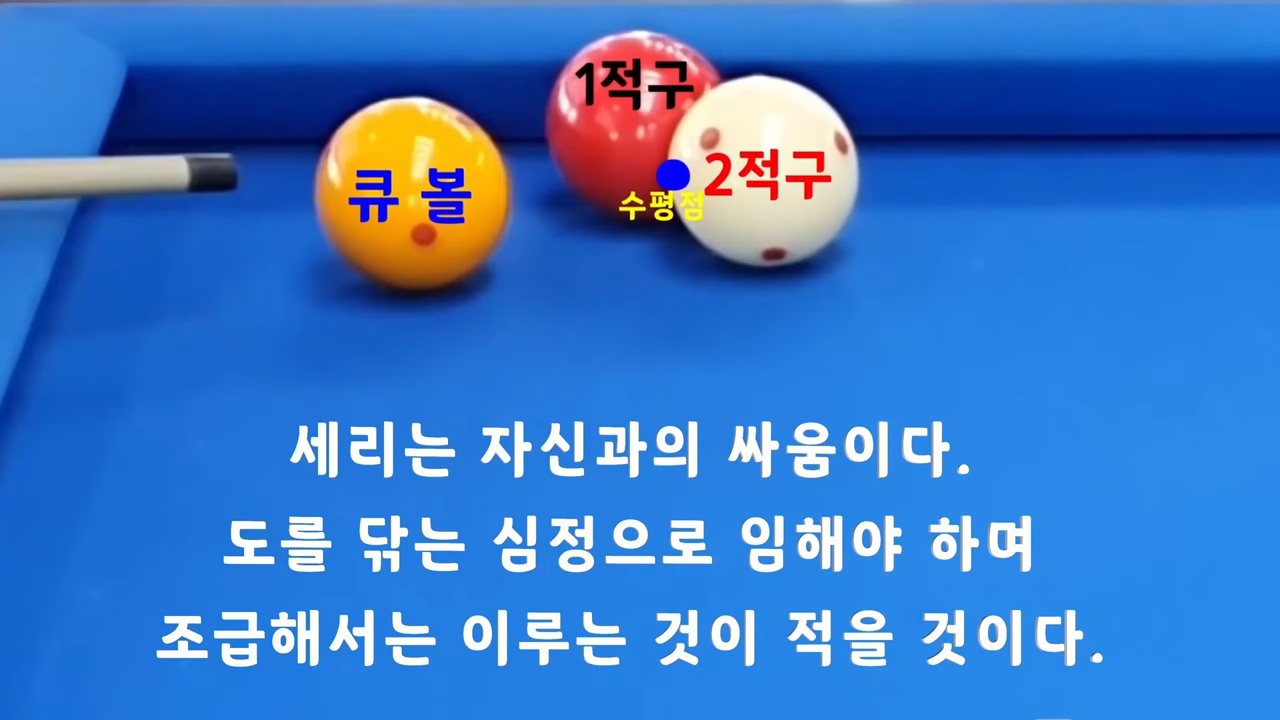 1적구
큐 볼
2적구
수평점
세리는 자신과의 싸움이다.
도를 닦는 심정으로 임해야 하며
조급해서는 이루는 것이 적을 것이다.